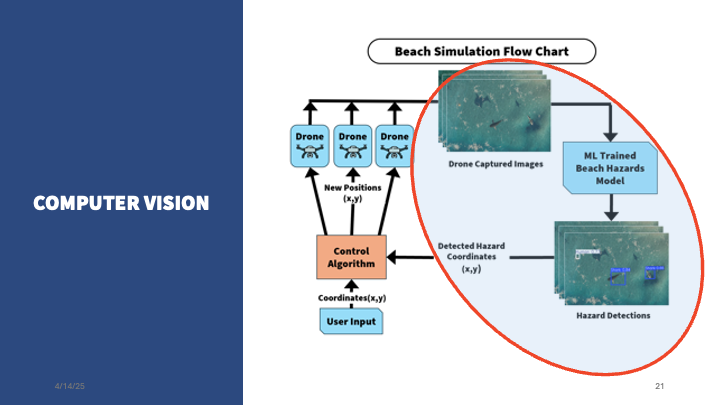 COMPUTER VISION
Beach Simulation Flow Chart
Drone
Drone
Drone
Drone Captured Images
ML Trained
Beach Hazards
Model
New Positions
(x,y)
Control
Algorithm
Detected Hazard
Coordinates
(x,y)
Coordinates(x,y)
User Input
Hazard Detections
4/14/25
21